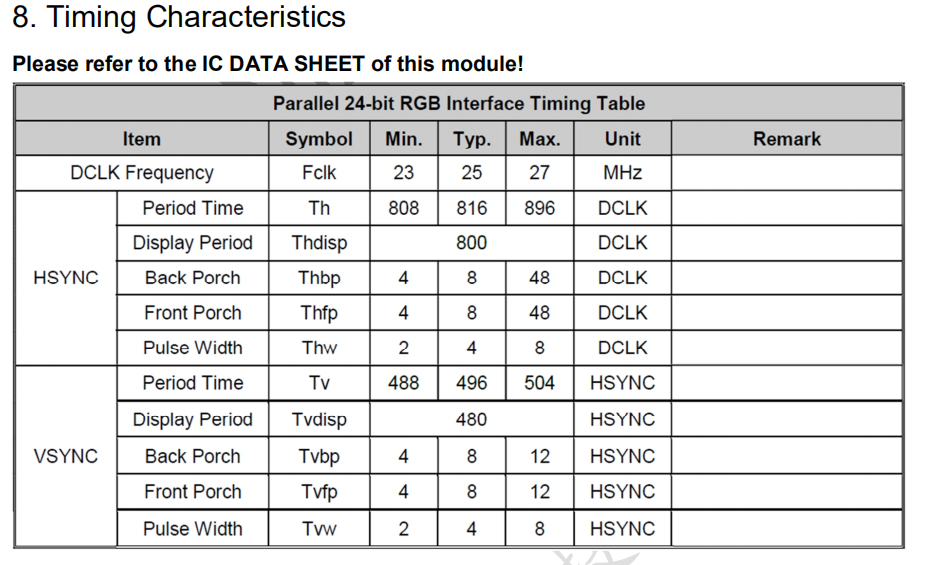 8. Timing Characteristics
Please refer to the IC DATA SHEET of this module!
Parallel 24-bit RGB Interface Timing Table
Item Symbol Min. Typ. Max. Unit Remark
DCLK Frequency Fclk 23 25 27 MHz
Period Time Th 808 816 896 DCLK
Display Period Thdisp 800 DCLK
HSYNC Back Porch Thbp 4 8 48 DCLK
Front Porch Thfp 4 8 48 DCLK
Pulse Width Thw 2 4 8 DCLK
Period Time Tv 488 496 504 HSYNC
Display Period Tvdisp 480 HSYNC
VSYNC Back Porch Tvbp 4 8 12 HSYNC
Front Porch Tvfp 4 8 12 HSYNC
Pulse Width Tvw 2 4 8 HSYNC